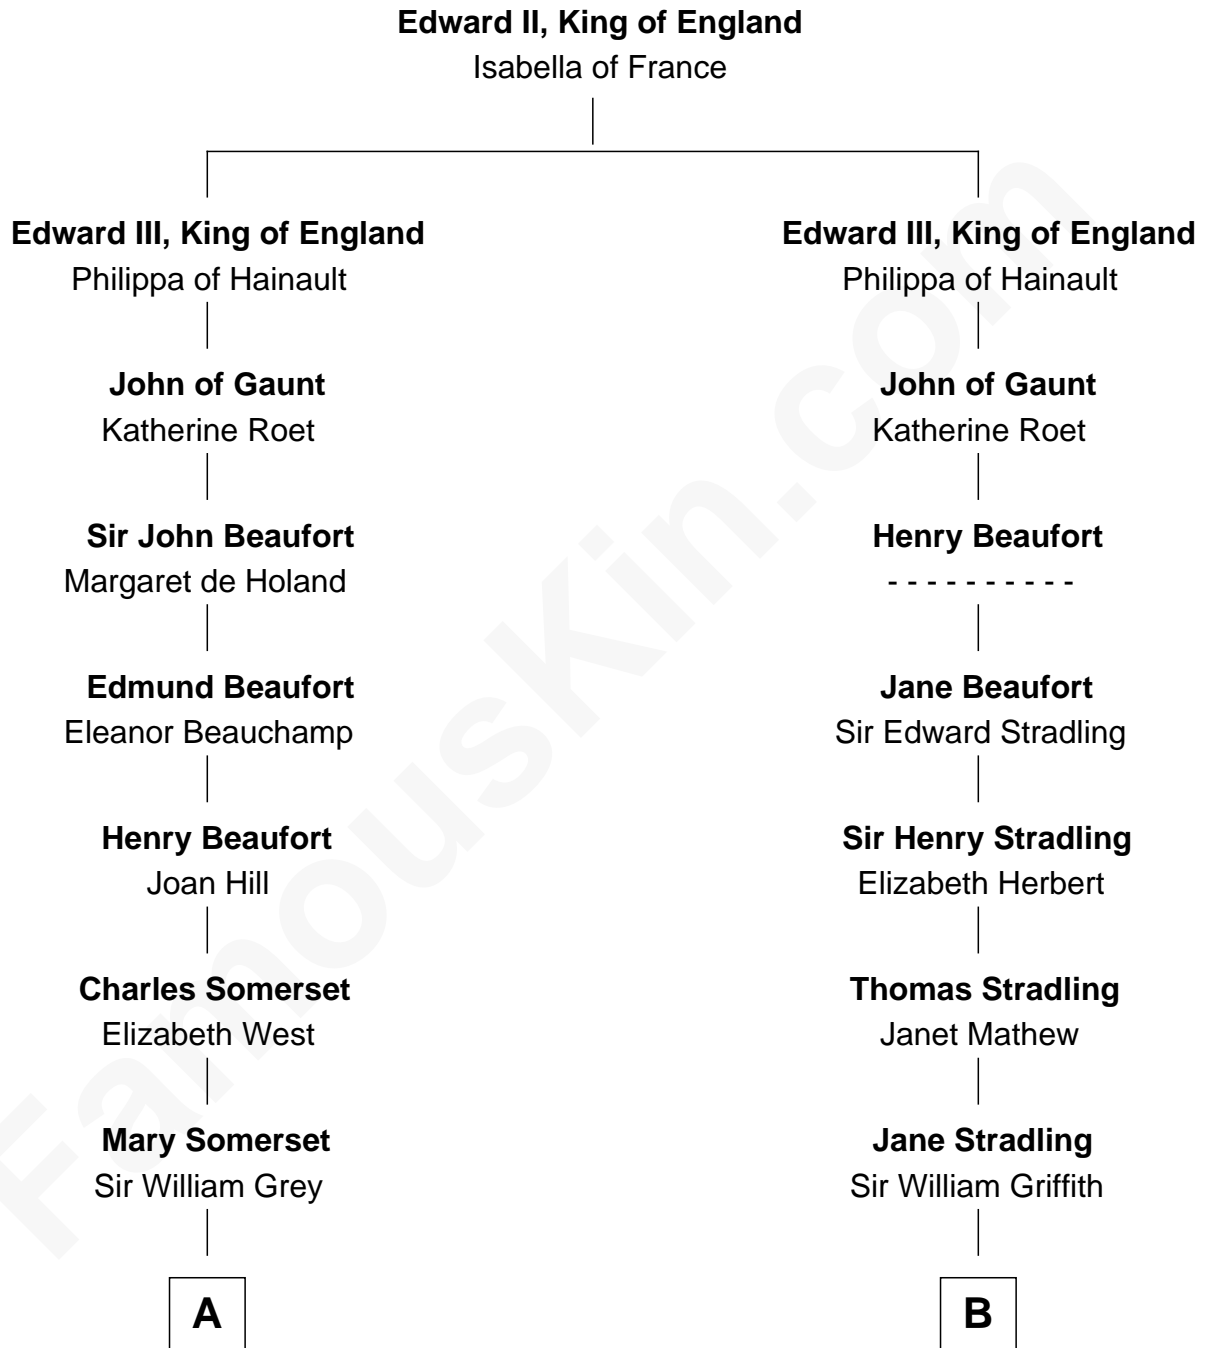 Edward II, King of England
Isabella of France
Edward III, King of England
Philippa of Hainault
John of Gaunt
Katherine Roet
Sir John Beaufort
Margaret de Holand
Edmund Beaufort
Eleanor Beauchamp
Henry Beaufort
Joan Hill
Charles Somerset
Elizabeth West
Mary Somerset
Sir William Grey
A
Edward III, King of England
Philippa of Hainault
John of Gaunt
Katherine Roet
Henry Beaufort
- - - - - - - - - -
Jane Beaufort
Sir Edward Stradling
Sir Henry Stradling
Elizabeth Herbert
Thomas Stradling
Janet Mathew
Jane Stradling
Sir William Griffith
B
FamousKin.com